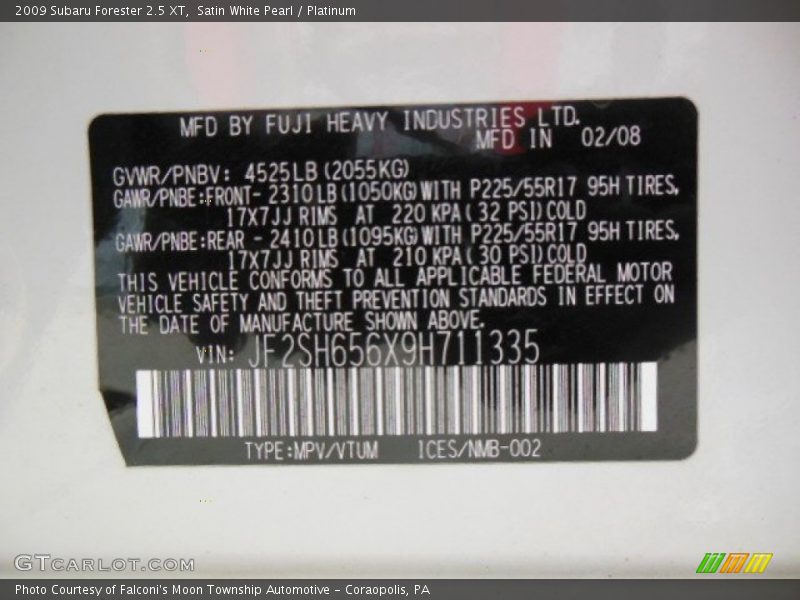 2009 Subaru Forester 2.5 XT,  Satin White Pearl / Platinum
MFD BY FUJI HEAVY INDUSTRIES LTD.
MFD IN 02/08
GVWR/PNBV: 4525LB (2055KG)
GAWR/PNBE:FRONT- 2310LB (1050KG) WITH P225/55R17 95H TIRES,
17X7JJ RIMS AT 220 KPA ( 32 PSI) COLD
GAWR/PNBE:REAR - 2410LB (1095KG) WITH P225/55R17 95H TIRES,
17X7JJ RIMS AT 210 KPA ( 30 PSI) COLD
THIS VEHICLE CONFORMS TO ALL APPLICABLE FEDERAL MOTOR
VEHICLE SAFETY AND THEFT PREVENTION STANDARDS IN EFFECT ON
THE DATE OF MANUFACTURE SHOWN ABOVE.
VIN: JF2SH656X9H711335
TYPE:MPV/VTUM ICES/NMB-002
GTCARLOT.COM
Photo Courtesy of Falconi's Moon Township Automotive – Coraopolis, PA